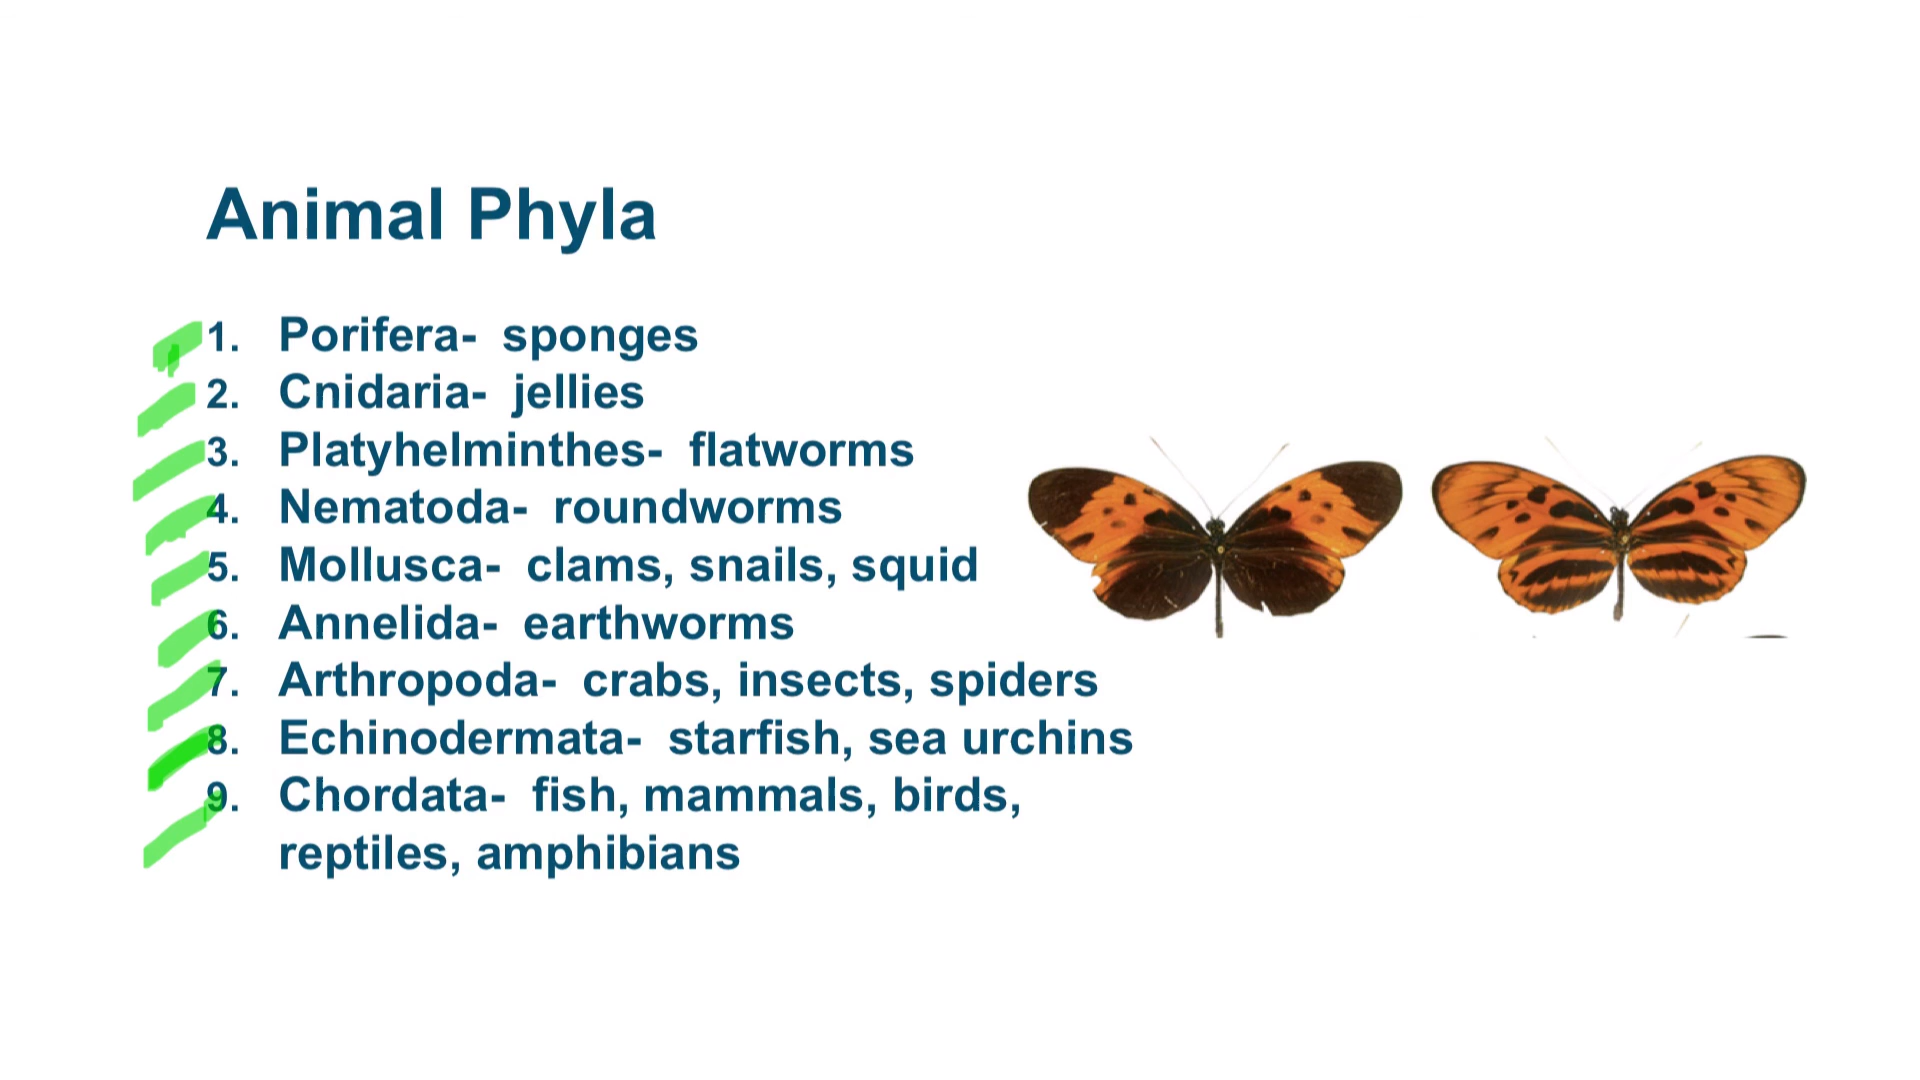 Animal Phyla
1. Porifera- sponges
2. Cnidaria- jellies
3. Platyhelminthes- flatworms
4. Nematoda- roundworms
5. Mollusca- clams, snails, squid
6. Annelida- earthworms
7. Arthropoda- crabs, insects, spiders
8. Echinodermata- starfish, sea urchins
9. Chordata- fish, mammals, birds,
reptiles, amphibians